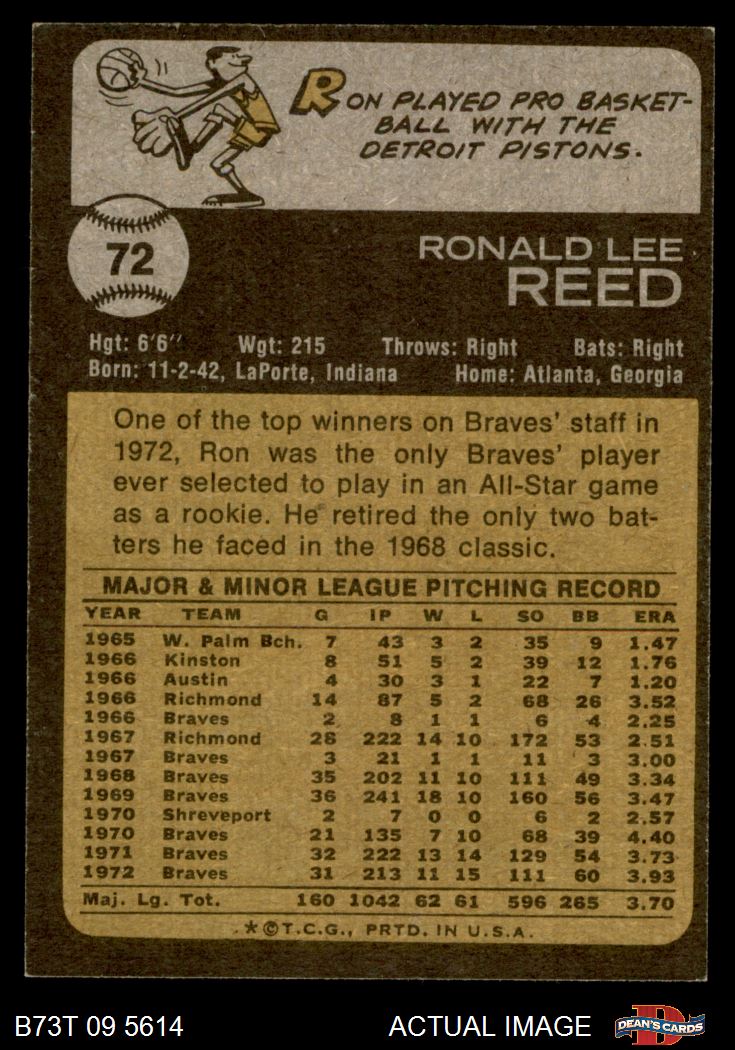 RON PLAYED PRO BASKET-
BALL WITH THE
DETROIT PISTONS.
72
RONALD LEE
REED
Hgt: 6'6" Wgt: 215 Throws: Right Bats: Right
Born: 11-2-42, LaPorte, Indiana Home: Atlanta, Georgia
One of the top winners on Braves' staff in
1972, Ron was the only Braves' player
ever selected to play in an All-Star game
as a rookie. He retired the only two bat-
ters he faced in the 1968 classic.
MAJOR & MINOR LEAGUE PITCHING RECORD
YEAR TEAM G IP W L SO BB ERA
1965 W. Palm Bch. 7 43 3 2 35 9 1.47
1966 Kinston 8 51 5 2 39 12 1.76
1966 Austin 4 30 3 1 22 7 1.20
1966 Richmond 14 87 5 2 68 26 3.52
1966 Braves 2 8 1 1 6 4 2.25
1967 Richmond 28 222 14 10 172 53 2.51
1967 Braves 3 21 1 1 11 3 3.00
1968 Braves 35 202 11 10 111 49 3.34
1969 Braves 36 241 18 10 160 56 3.47
1970 Shreveport 2 7 0 0 6 2 2.57
1970 Braves 21 135 7 10 68 39 4.40
1971 Braves 32 222 13 14 129 54 3.73
1972 Braves 31 213 11 15 111 60 3.93
Maj. Lg. Tot. 160 1042 62 61 596 265 3.70
*©T.C.G., PRTD. IN U.S.A.
B73T 09 5614 ACTUAL IMAGE D DEAN'S CARDS